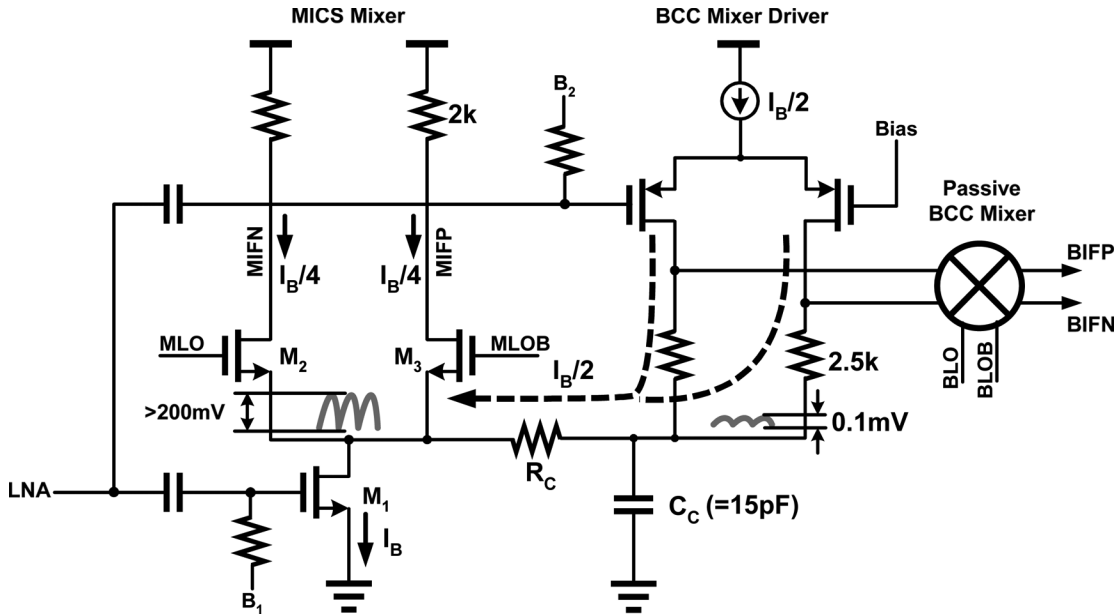 MICS Mixer
BCC Mixer Driver
B2
IB/2
2k
Bias
Passive
BCC Mixer
MIFN
MIFP
IB/4
IB/4
BIFP
BIFN
MLO
M2
M3
MLOB
IB/2
2.5k
BLO
BLOB
>200mV
0.1mV
RC
LNA
M1
CC (=15pF)
IB
B1